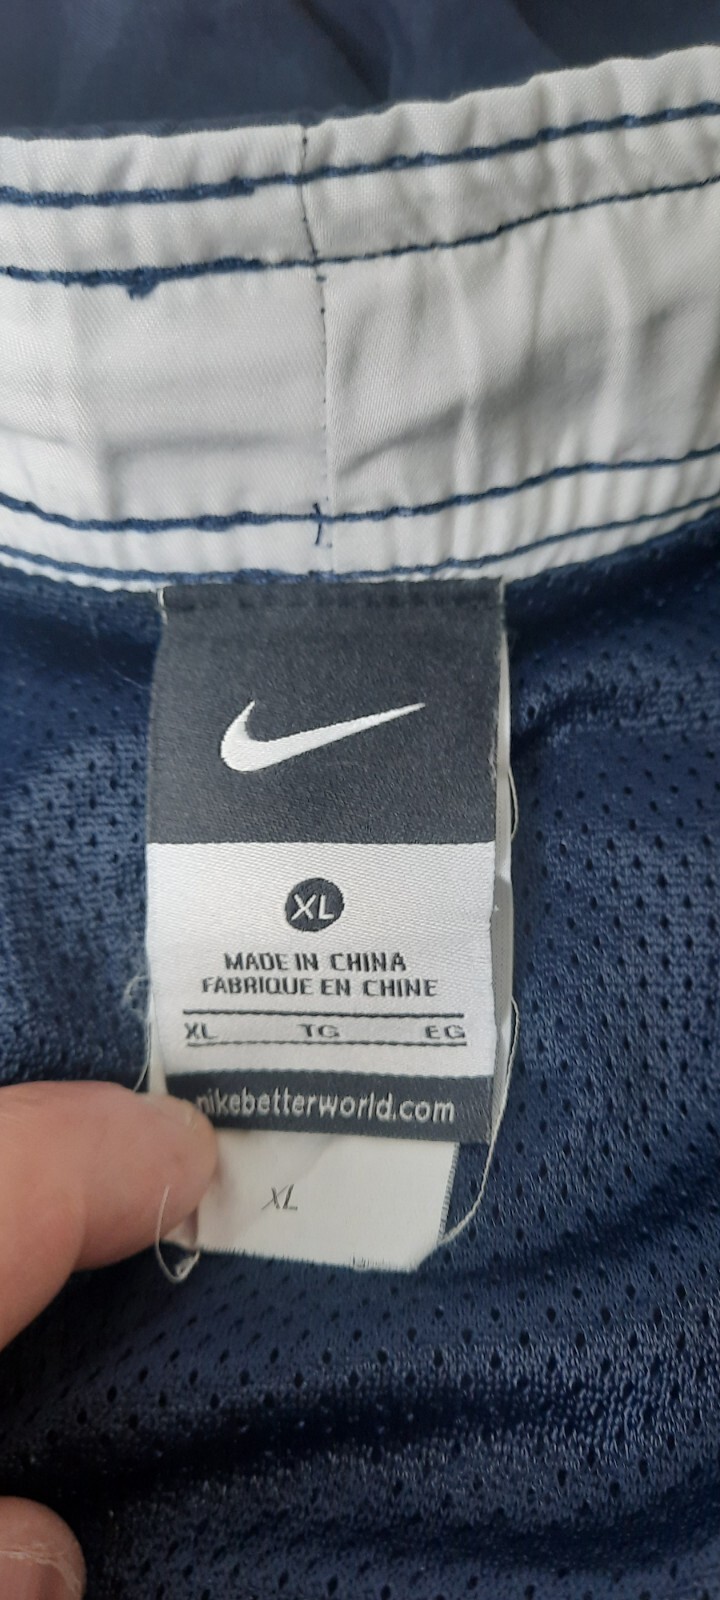 XL
MADE IN CHINA
FABRIQUE EN CHINE
XL TG EG
nikebetterworld.com
XL